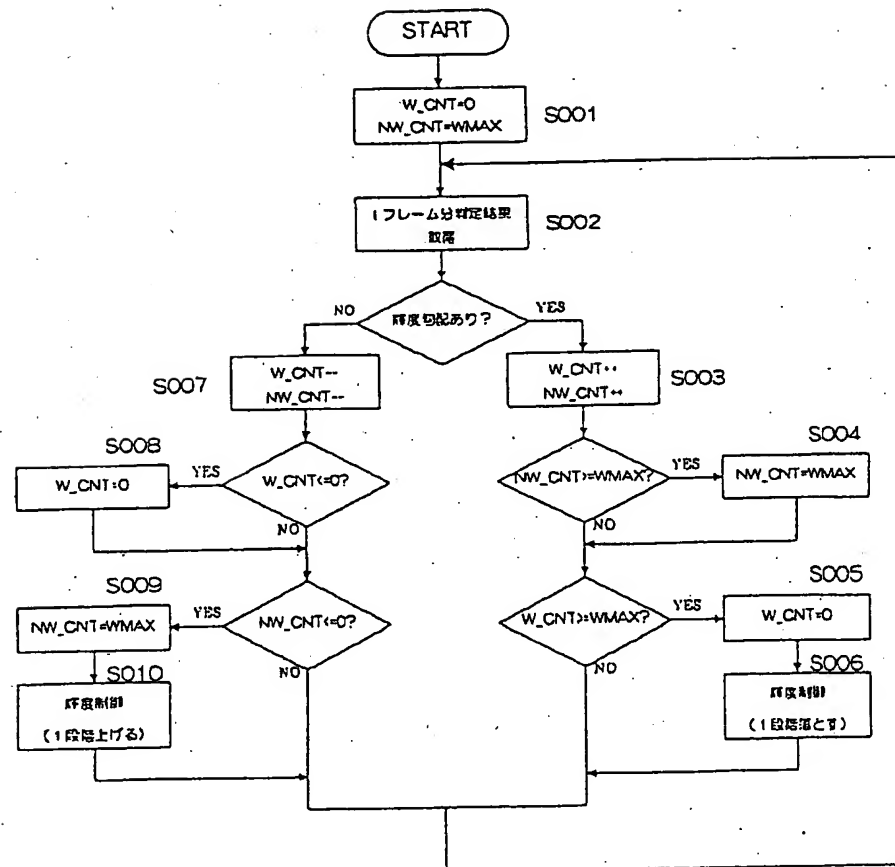 START
W_CNT=0
NW_CNT=WMAX
S001
1フレーム分判定結果
取得
S002
輝度勾配あり?
NO
YES
S007
W_CNT--
NW_CNT--
W_CNT++
NW_CNT++
S003
S008
W_CNT=0
YES
W_CNT<=0?
NO
NW_CNT>=WMAX?
YES
NO
S004
NW_CNT=WMAX
S009
NW_CNT=WMAX
YES
NW_CNT<=0?
NO
W_CNT>=WMAX?
YES
NO
S005
W_CNT=0
S010
輝度制御
(1段階上げる)
S006
輝度制御
(1段階落とす)